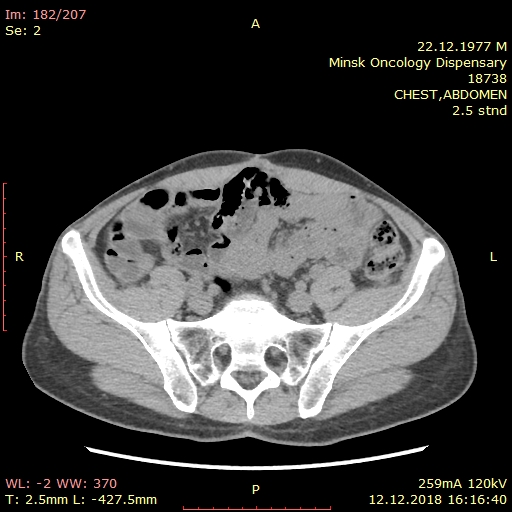 Im: 182/207
Se: 2
A
22.12.1977 M
Minsk Oncology Dispensary
18738
CHEST,ABDOMEN
2.5 stnd
R
L
WL: -2 WW: 370
T: 2.5mm L: -427.5mm
P
259mA 120kV
12.12.2018 16:16:40